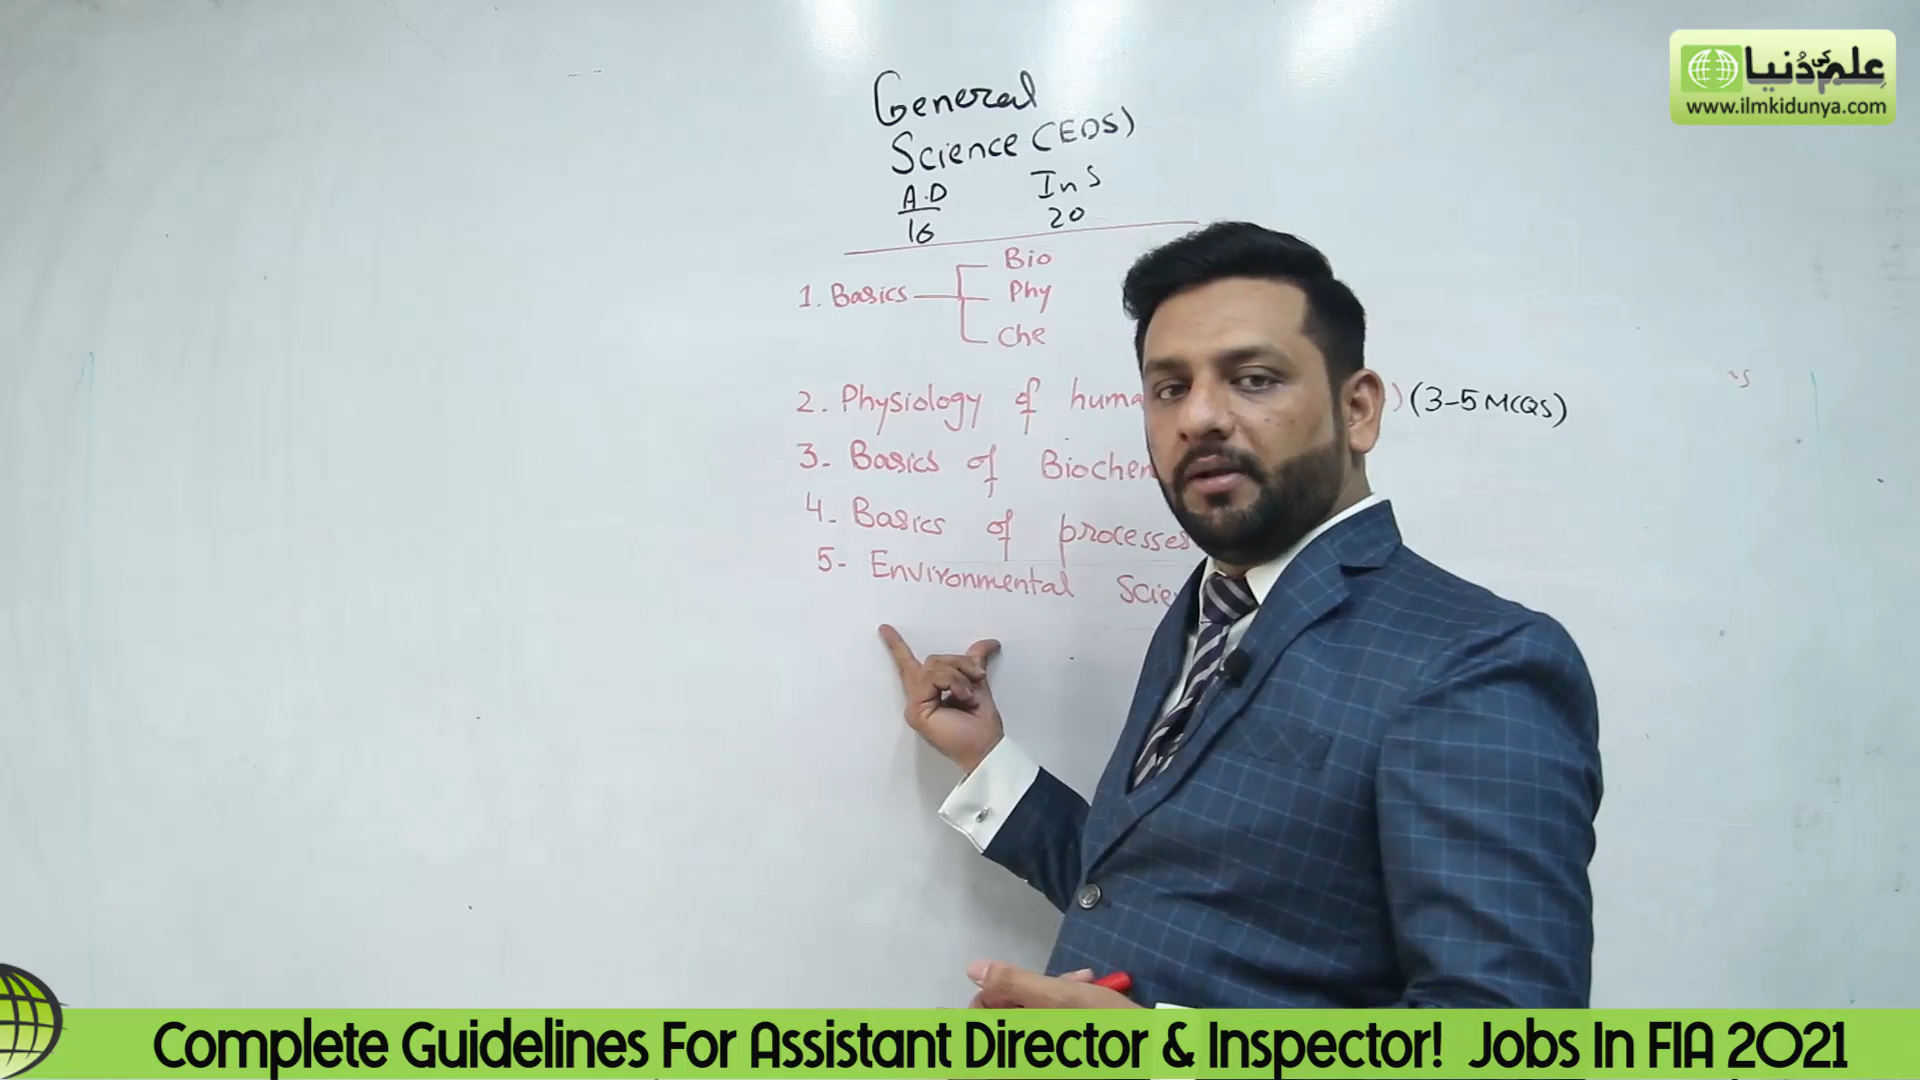 علم کی دُنیا
www.ilmkidunya.com
General
Science (EDS)
A.D InS
16 20
Bio
1. Basics Phy
Che
2. Physiology of huma ) (3-5 MCQS)
3- Basics of Biochem
4- Basics of processes
5- Environmental Scie
Complete Guidelines For Assistant Director & Inspector! Jobs In FIA 2021